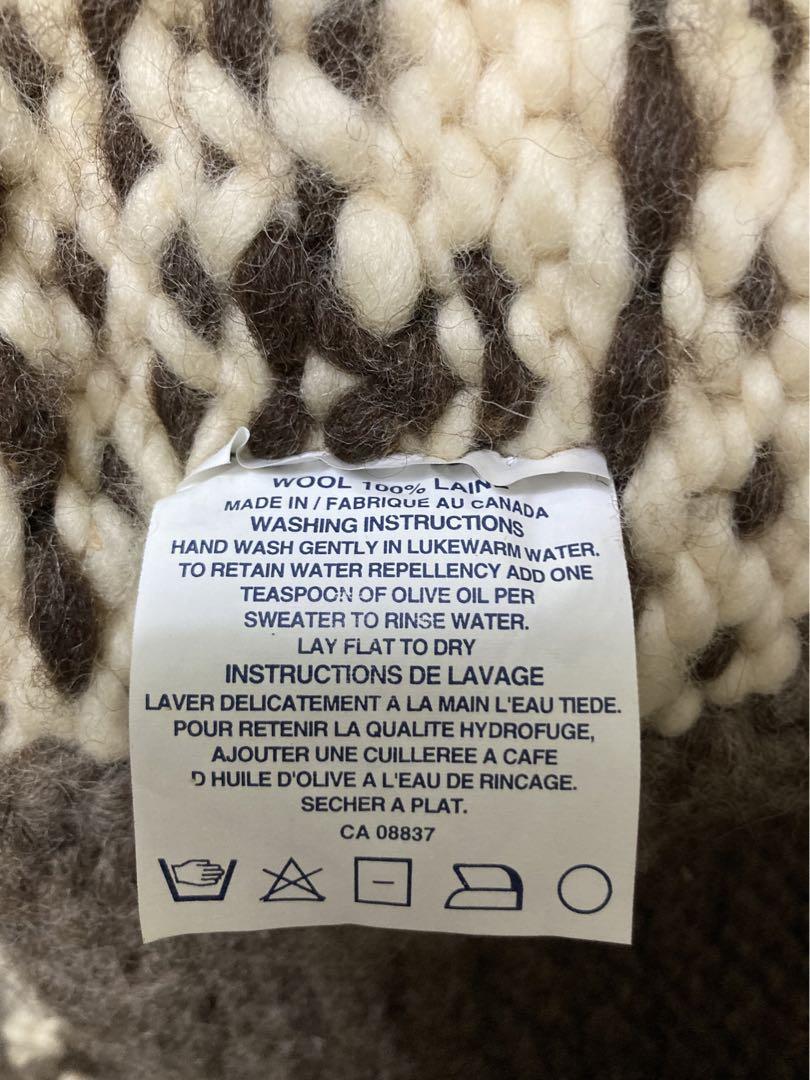 WOOL 100% LAINE
MADE IN / FABRIQUE AU CANADA
WASHING INSTRUCTIONS
HAND WASH GENTLY IN LUKEWARM WATER.
TO RETAIN WATER REPELLENCY ADD ONE
TEASPOON OF OLIVE OIL PER
SWEATER TO RINSE WATER.
LAY FLAT TO DRY
INSTRUCTIONS DE LAVAGE
LAVER DELICATEMENT À LA MAIN L'EAU TIEDE.
POUR RETENIR LA QUALITE HYDROFUGE,
AJOUTER UNE CUILLEREE A CAFE
D HUILE D'OLIVE A L'EAU DE RINCAGE.
SECHER A PLAT.
CA 08837